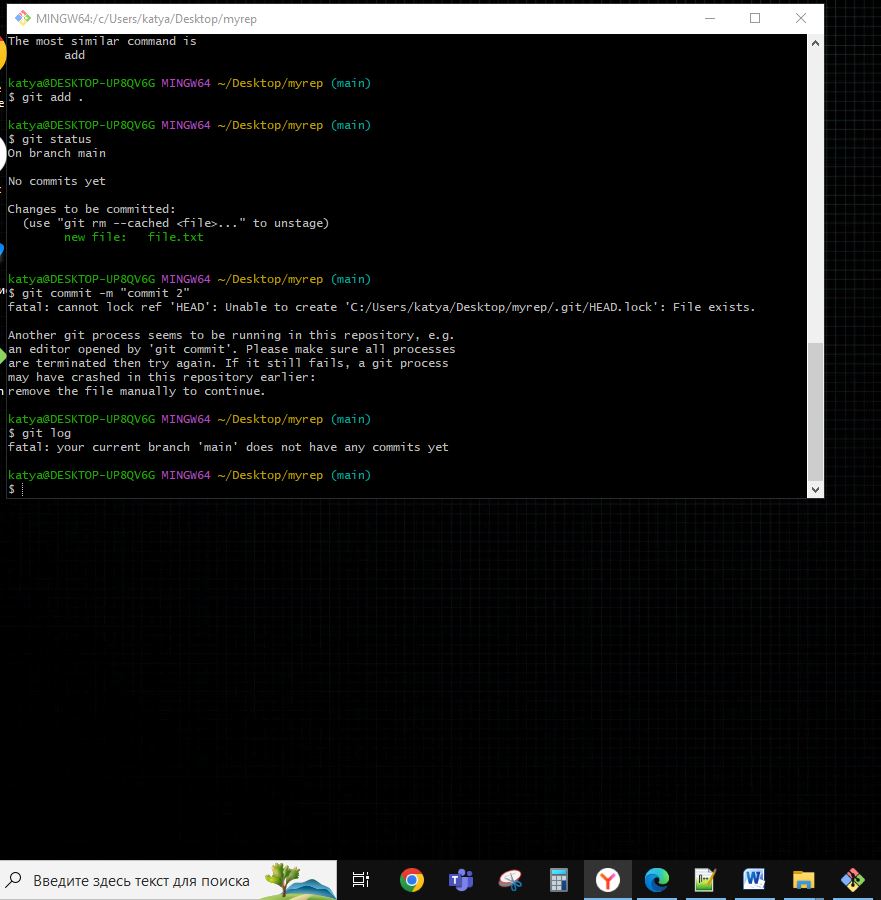 MINGW64:/c/Users/katya/Desktop/myrep
The most similar command is
add
katya@DESKTOP-UP8QV6G MINGW64 ~/Desktop/myrep (main)
$ git add .
katya@DESKTOP-UP8QV6G MINGW64 ~/Desktop/myrep (main)
$ git status
On branch main
No commits yet
Changes to be committed:
(use "git rm --cached <file>..." to unstage)
new file:   file.txt
katya@DESKTOP-UP8QV6G MINGW64 ~/Desktop/myrep (main)
$ git commit -m "commit 2"
fatal: cannot lock ref 'HEAD': Unable to create 'C:/Users/katya/Desktop/myrep/.git/HEAD.lock': File exists.
Another git process seems to be running in this repository, e.g.
an editor opened by 'git commit'. Please make sure all processes
are terminated then try again. If it still fails, a git process
may have crashed in this repository earlier:
remove the file manually to continue.
katya@DESKTOP-UP8QV6G MINGW64 ~/Desktop/myrep (main)
$ git log
fatal: your current branch 'main' does not have any commits yet
katya@DESKTOP-UP8QV6G MINGW64 ~/Desktop/myrep (main)
$
Введите здесь текст для поиска